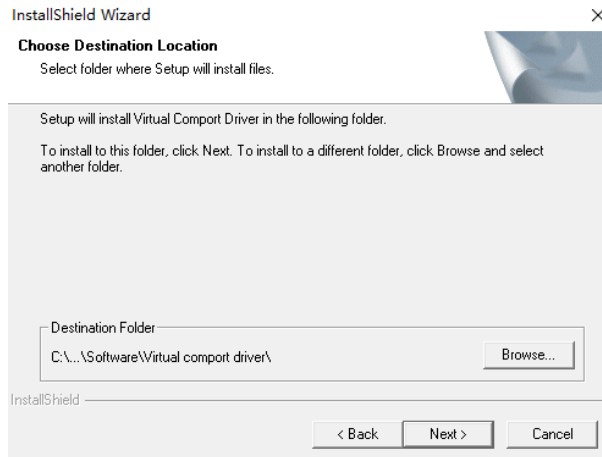 InstallShield Wizard
Choose Destination Location
Select folder where Setup will install files.
Setup will install Virtual Comport Driver in the following folder.
To install to this folder, click Next. To install to a different folder, click Browse and select
another folder.
Destination Folder
C:\...\Software\Virtual comport driver\
Browse...
InstallShield
< Back
Next >
Cancel